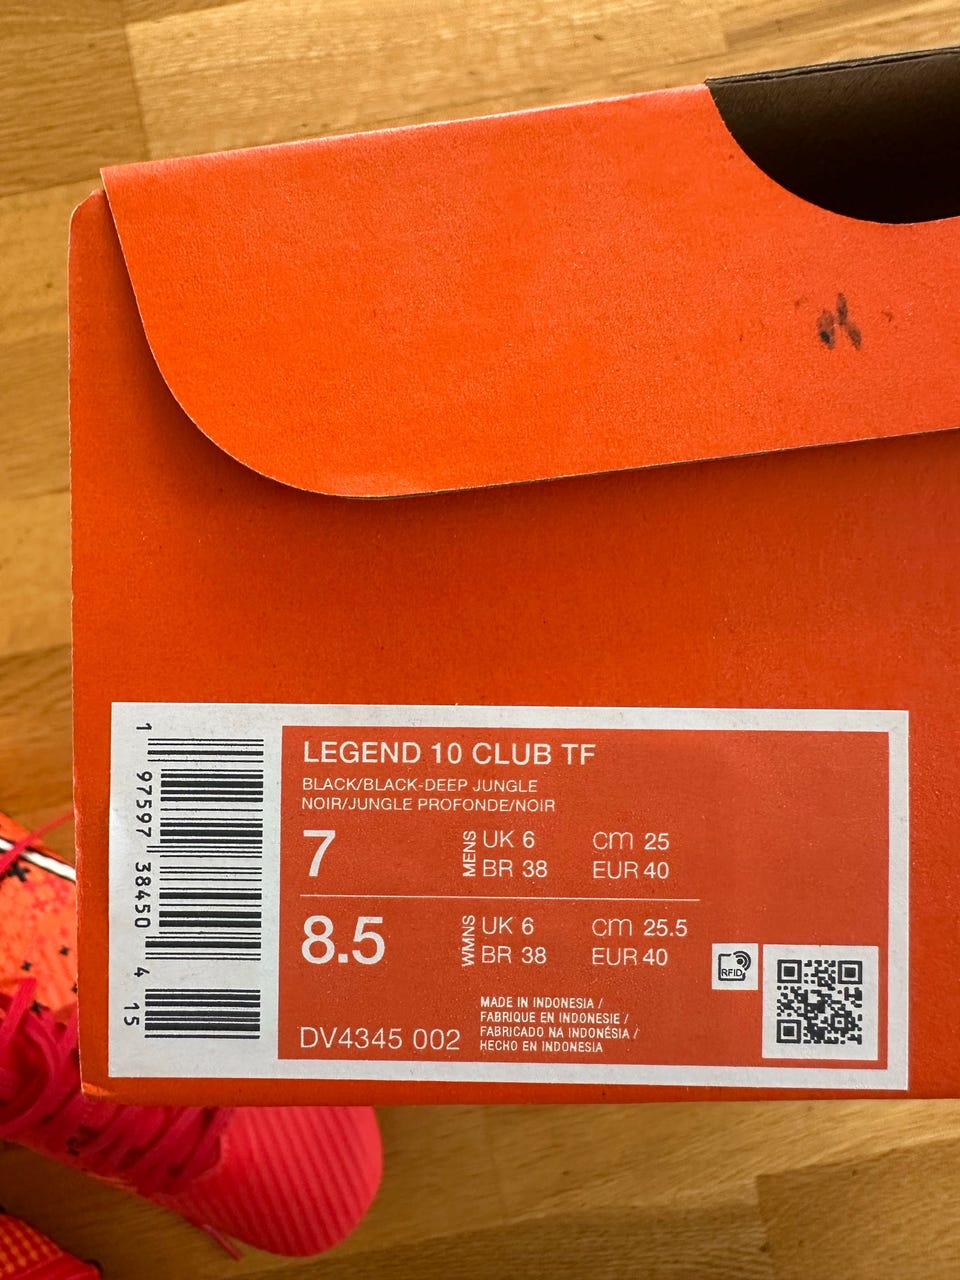 LEGEND 10 CLUB TF
BLACK/BLACK-DEEP JUNGLE
NOIR/JUNGLE PROFONDE/NOIR
7
MENS
UK 6
cm 25
BR 38
EUR 40
8.5
WMNS
UK 6
cm 25.5
BR 38
EUR 40
RFID
MADE IN INDONESIA /
FABRIQUE EN INDONESIE /
FABRICADO NA INDONÉSIA /
HECHO EN INDONESIA
DV4345 002
1 97597 38450 4 15